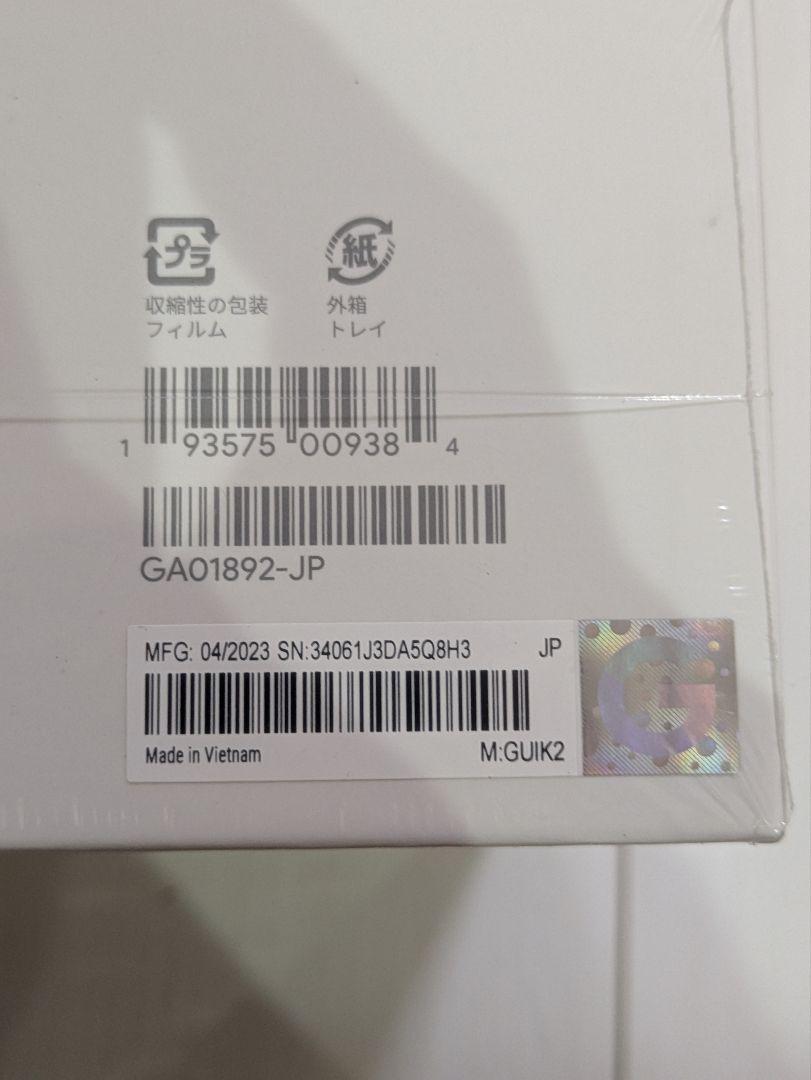 プラ 紙
収縮性の包装 外箱
フィルム トレイ
1 93575 00938 4
GA01892-JP
MFG: 04/2023 SN:34061J3DA5Q8H3 JP
Made in Vietnam M:GUIK2
G